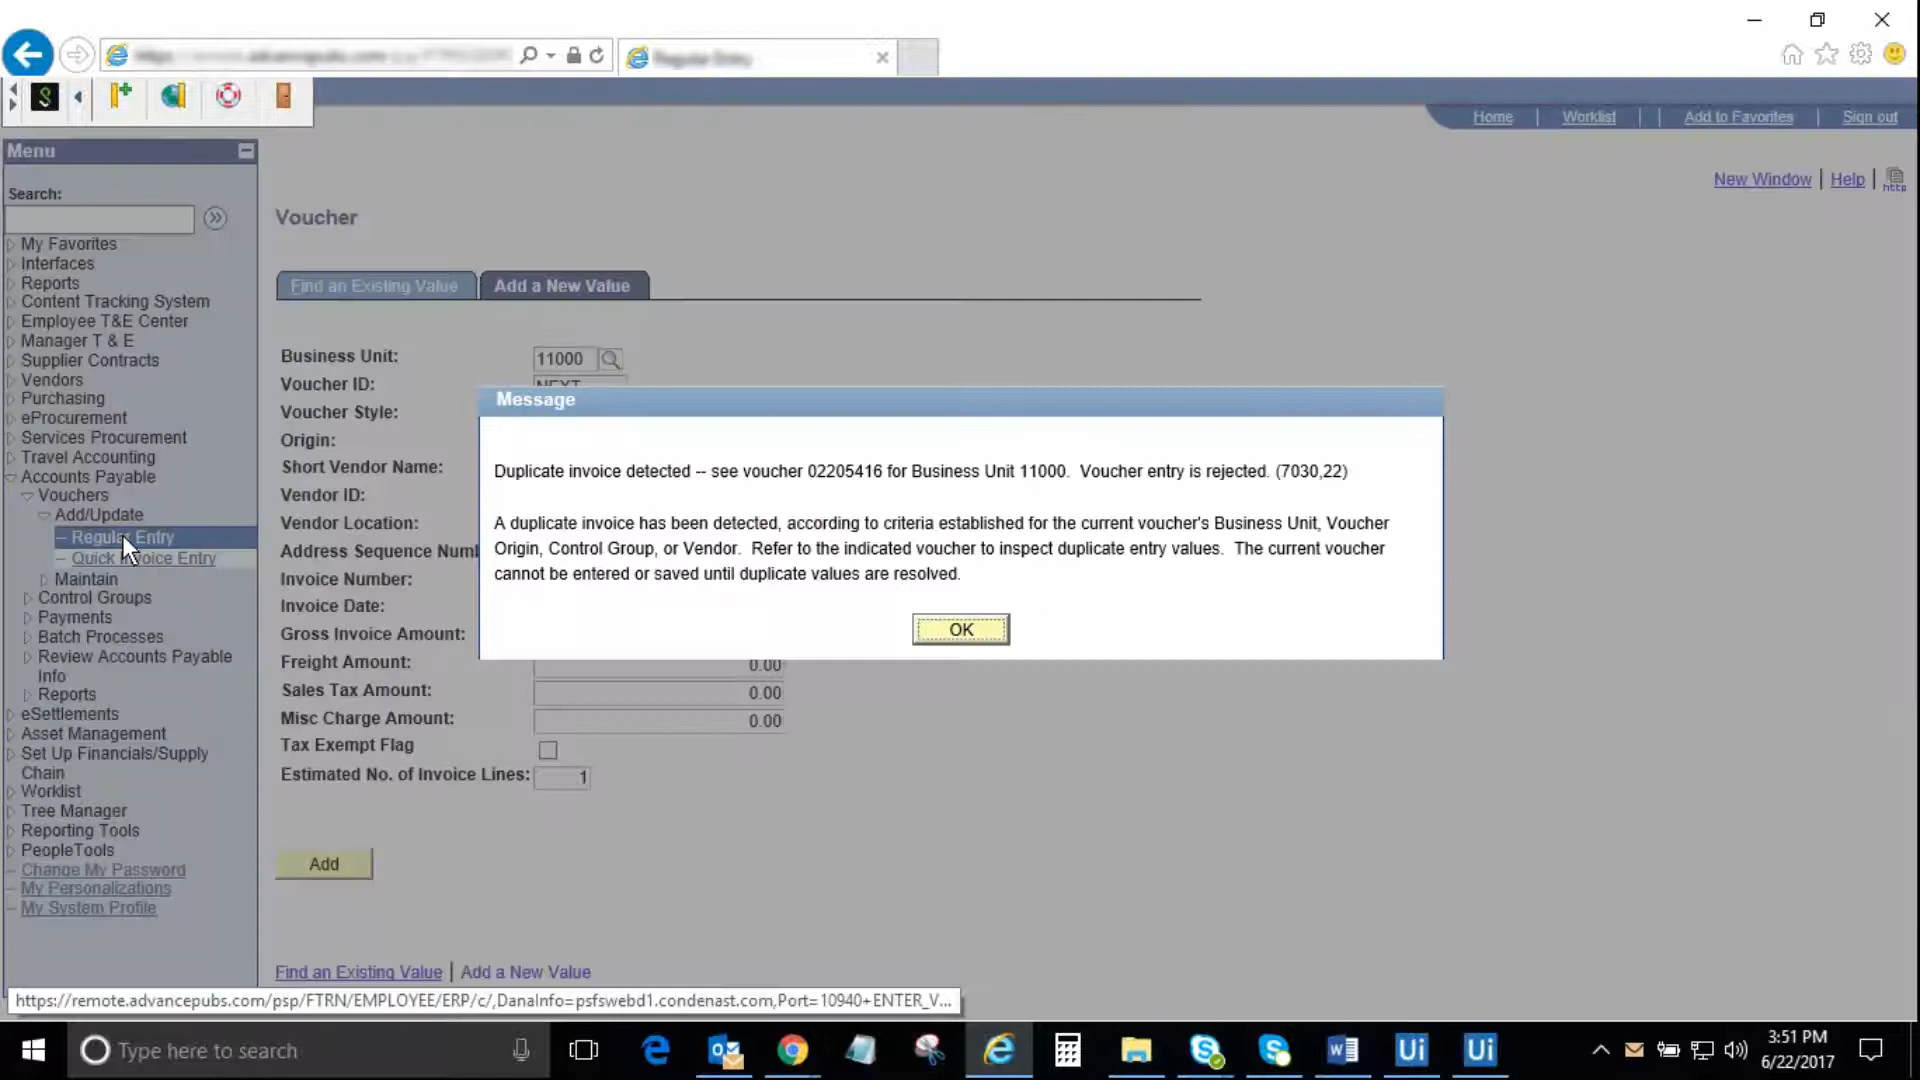 Home | Worklist | | Add to Favorites | Sign out
Menu
Search:
New Window | Help |
http
My Favorites
Interfaces
Reports
Content Tracking System
Employee T&E Center
Manager T & E
Supplier Contracts
Vendors
Purchasing
eProcurement
Services Procurement
Travel Accounting
Accounts Payable
Vouchers
Add/Update
Regular Entry
Quick Invoice Entry
Maintain
Control Groups
Payments
Batch Processes
Review Accounts Payable
Info
Reports
eSettlements
Asset Management
Set Up Financials/Supply
Chain
Worklist
Tree Manager
Reporting Tools
PeopleTools
Change My Password
My Personalizations
My System Profile
Voucher
Find an Existing Value Add a New Value
Business Unit: 11000
Voucher ID: NEXT
Voucher Style:
Origin:
Short Vendor Name:
Vendor ID:
Vendor Location:
Address Sequence Num
Invoice Number:
Invoice Date:
Gross Invoice Amount:
Freight Amount: 0.00
Sales Tax Amount: 0.00
Misc Charge Amount: 0.00
Tax Exempt Flag
Estimated No. of Invoice Lines: 1
Message
Duplicate invoice detected -- see voucher 02205416 for Business Unit 11000. Voucher entry is rejected. (7030,22)
A duplicate invoice has been detected, according to criteria established for the current voucher's Business Unit, Voucher
Origin, Control Group, or Vendor. Refer to the indicated voucher to inspect duplicate entry values. The current voucher
cannot be entered or saved until duplicate values are resolved.
OK
Add
Find an Existing Value | Add a New Value
https://remote.advancepubs.com/psp/FTRN/EMPLOYEE/ERP/c/,DanaInfo=psfswebd1.condenast.com,Port=10940+ENTER_V...
Type here to search
Ui
Ui
3:51 PM
6/22/2017